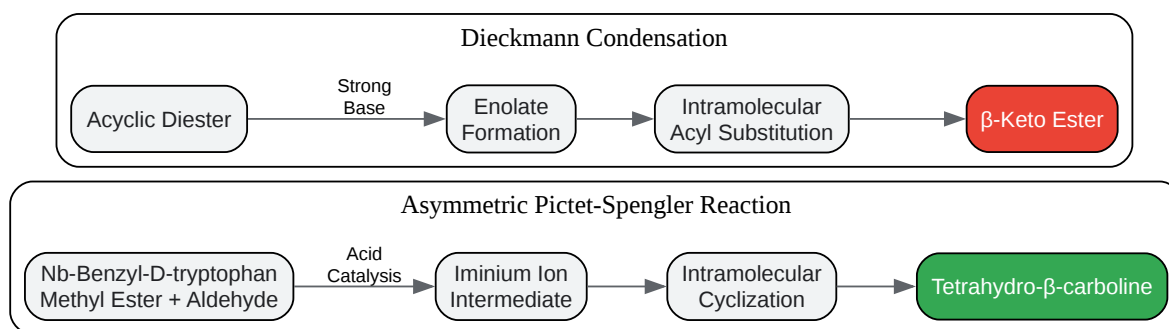 Dieckmann Condensation
Acyclic Diester
Strong
Base
Enolate
Formation
Intramolecular
Acyl Substitution
β-Keto Ester
Asymmetric Pictet-Spengler Reaction
Nb-Benzyl-D-tryptophan
Methyl Ester + Aldehyde
Acid
Catalysis
Iminium Ion
Intermediate
Intramolecular
Cyclization
Tetrahydro-β-carboline